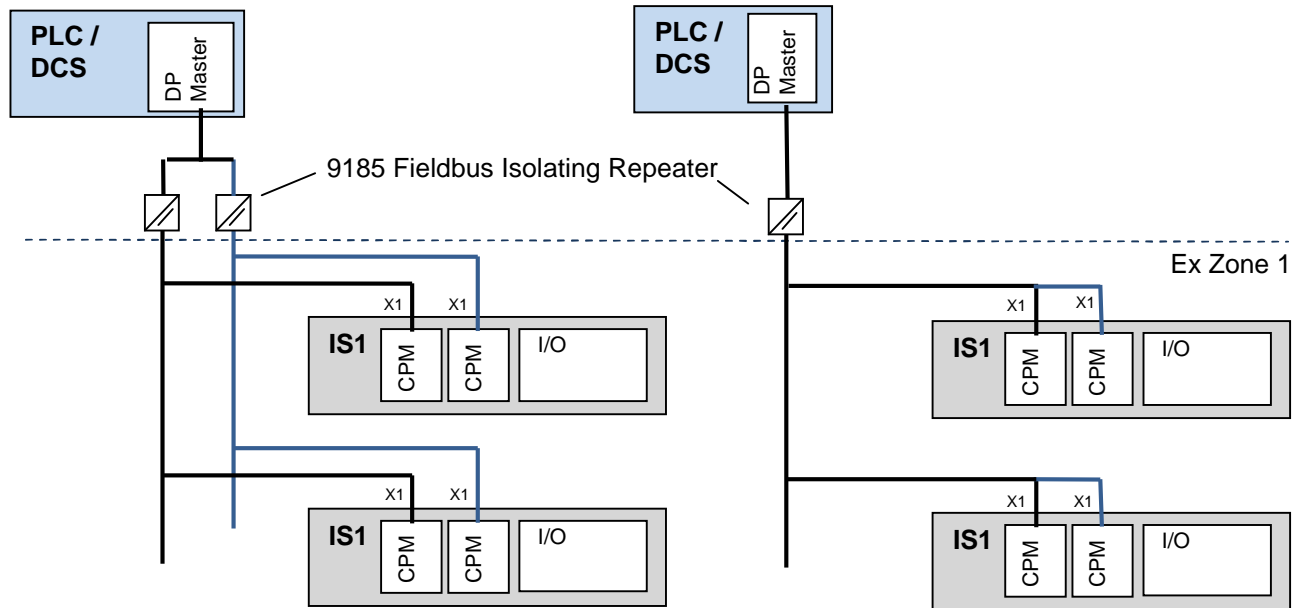 PLC /
DCS
DP
Master
PLC /
DCS
DP
Master
9185 Fieldbus Isolating Repeater
Ex Zone 1
X1 X1
IS1 CPM CPM I/O
X1 X1
IS1 CPM CPM I/O
X1 X1
IS1 CPM CPM I/O
X1 X1
IS1 CPM CPM I/O